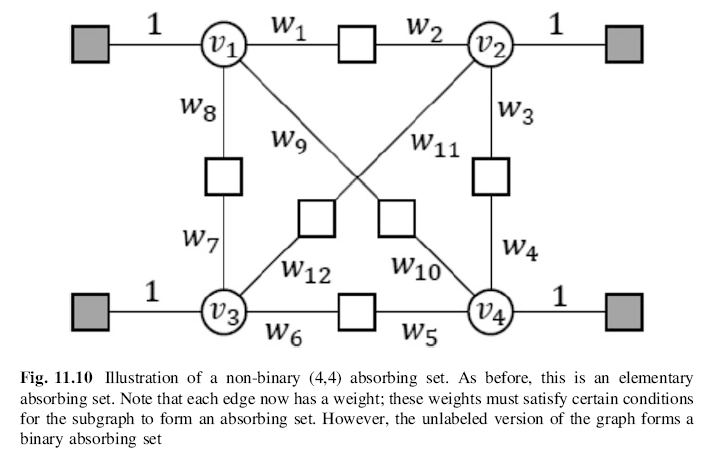 1 w1 w2 1
v1 v2
w8 w3
w9 w11
w7 w12 w10 w4
1 1
v3 v4
w6 w5
Fig. 11.10 Illustration of a non-binary (4,4) absorbing set. As before, this is an elementary
absorbing set. Note that each edge now has a weight; these weights must satisfy certain conditions
for the subgraph to form an absorbing set. However, the unlabeled version of the graph forms a
binary absorbing set